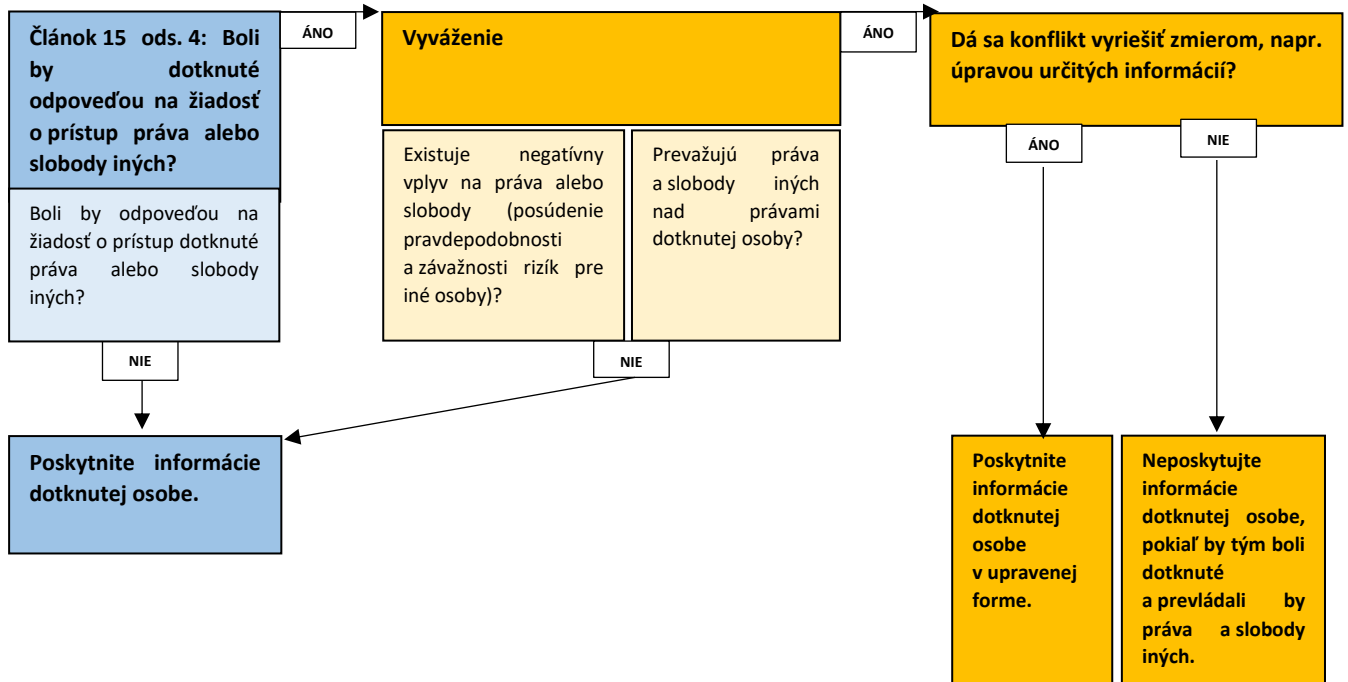 Článok 15 ods. 4: Boli
by dotknuté
odpoveďou na žiadosť
o prístup práva alebo
slobody iných?
ÁNO
Boli by odpoveďou na
žiadosť o prístup dotknuté
práva alebo slobody
iných?
NIE
Vyváženie
ÁNO
Existuje negatívny
vplyv na práva alebo
slobody (posúdenie
pravdepodobnosti
a závažnosti rizík pre
iné osoby)?
Prevažujú práva
a slobody iných
nad právami
dotknutej osoby?
NIE
Dá sa konflikt vyriešiť zmierom, napr.
úpravou určitých informácií?
ÁNO
NIE
Poskytnite informácie
dotknutej osobe.
Poskytnite
informácie
dotknutej
osobe
v upravenej
forme.
Neposkytujte
informácie
dotknutej osobe,
pokiaľ by tým boli
dotknuté
a prevládali by
práva a slobody
iných.